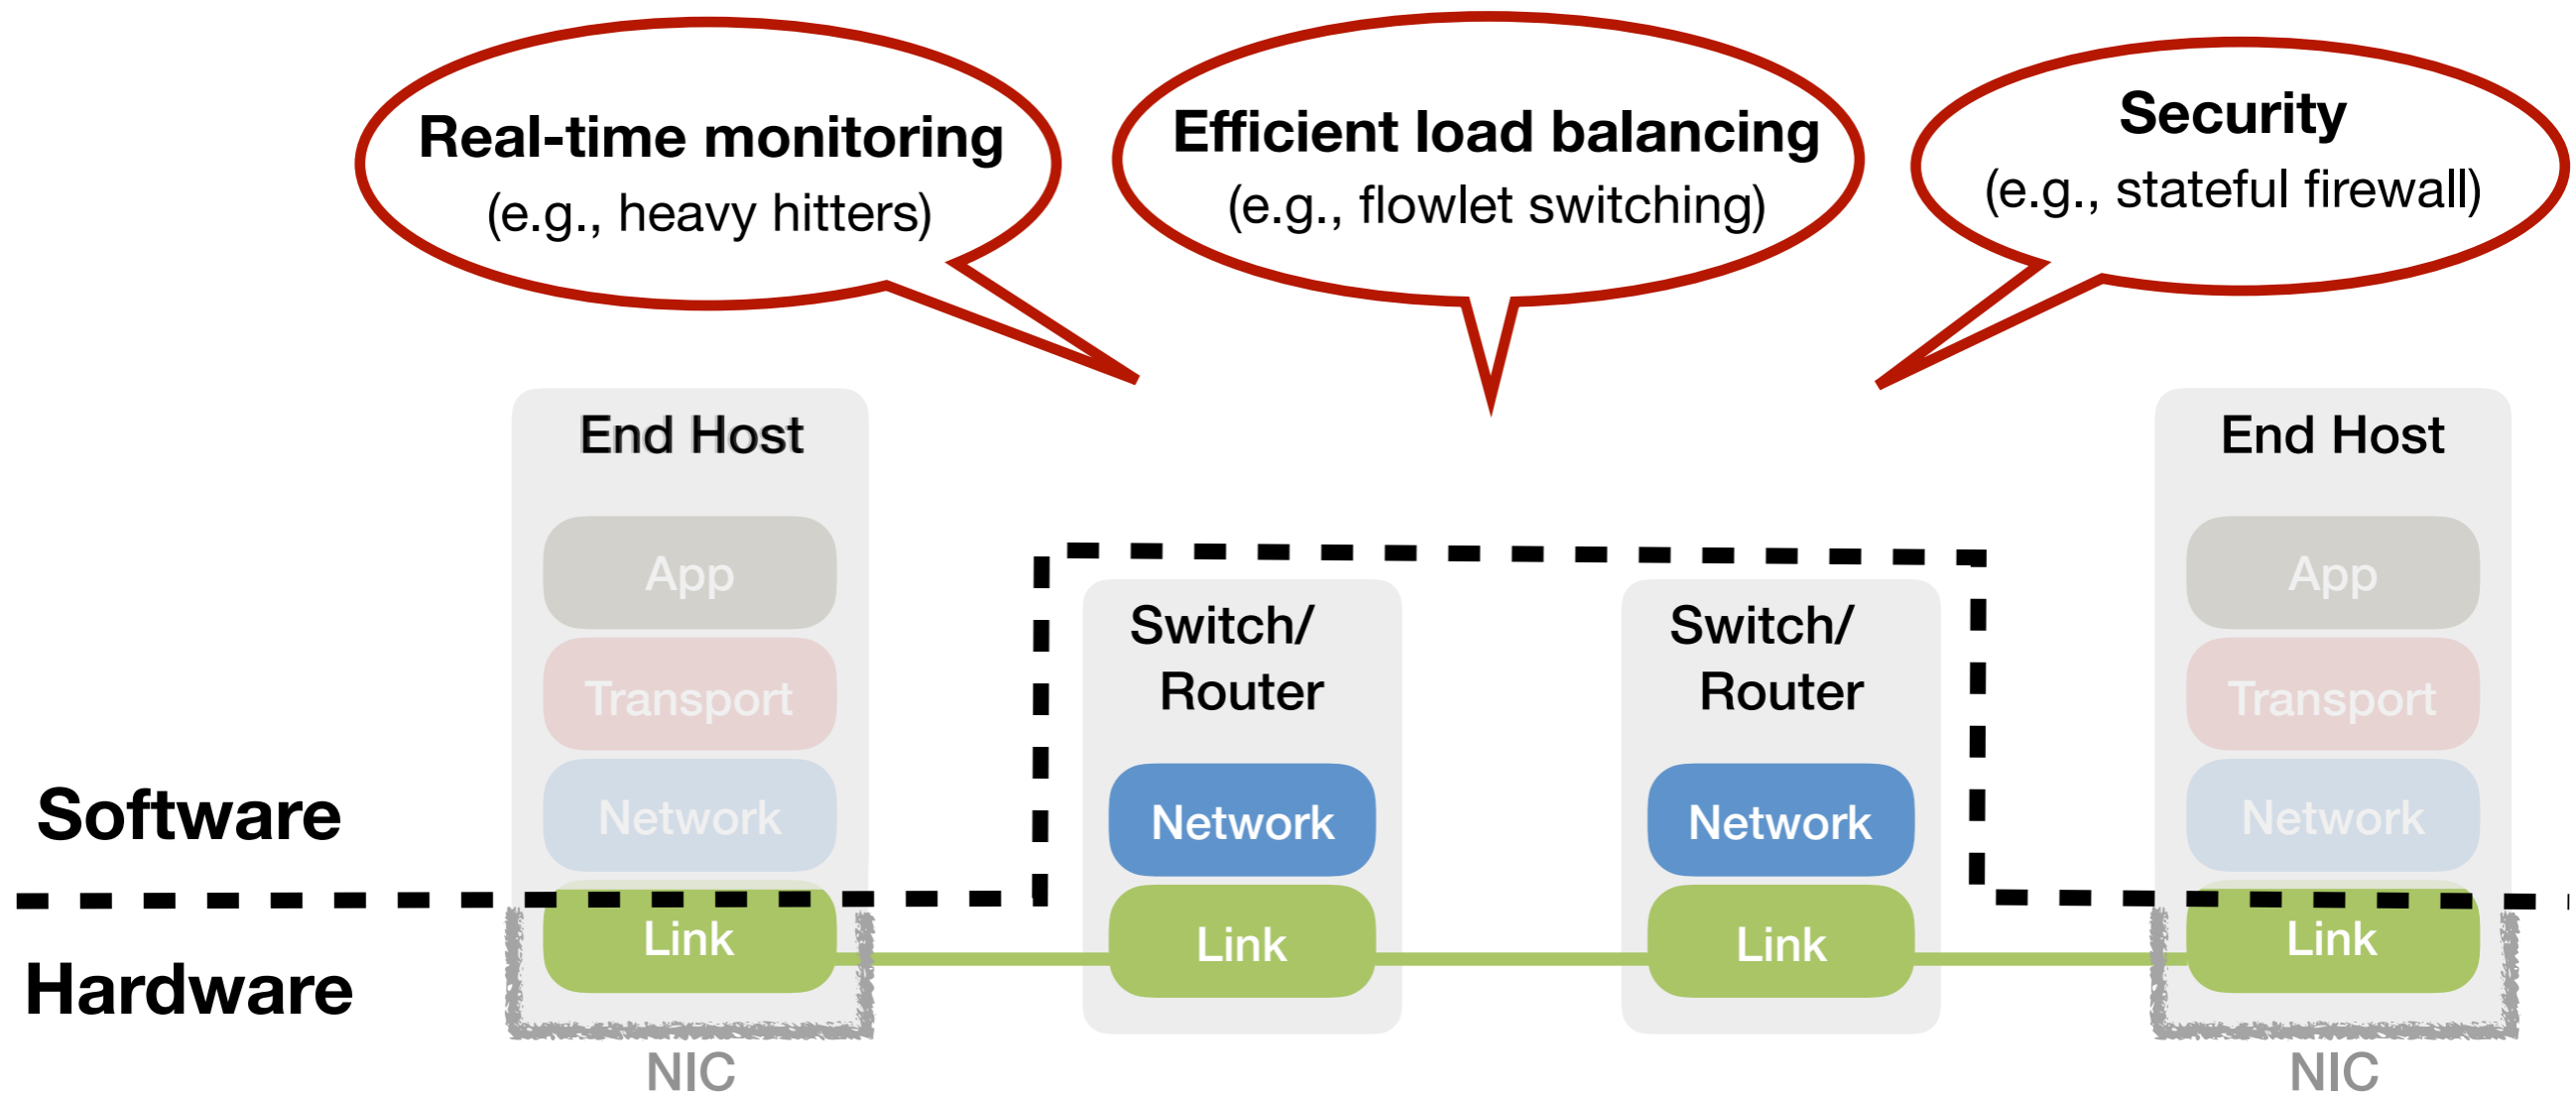 Real-time monitoring
(e.g., heavy hitters)
Efficient load balancing
(e.g., flowlet switching)
Security
(e.g., stateful firewall)
End Host
App
Transport
Network
Link
NIC
Switch/
Router
Network
Link
Switch/
Router
Network
Link
End Host
App
Transport
Network
Link
NIC
Software
Hardware